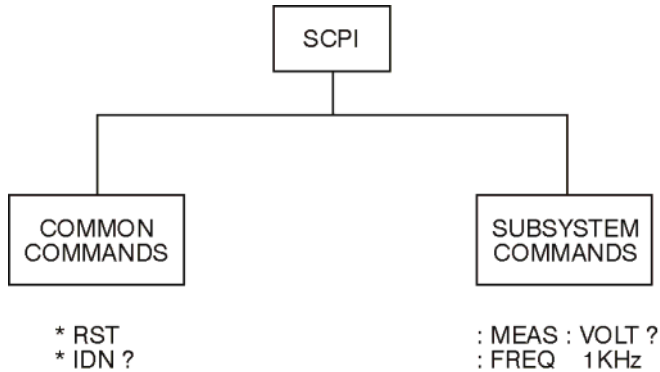 SCPI
COMMON
COMMANDS
SUBSYSTEM
COMMANDS
* RST
* IDN ?
: MEAS : VOLT ?
: FREQ 1KHz